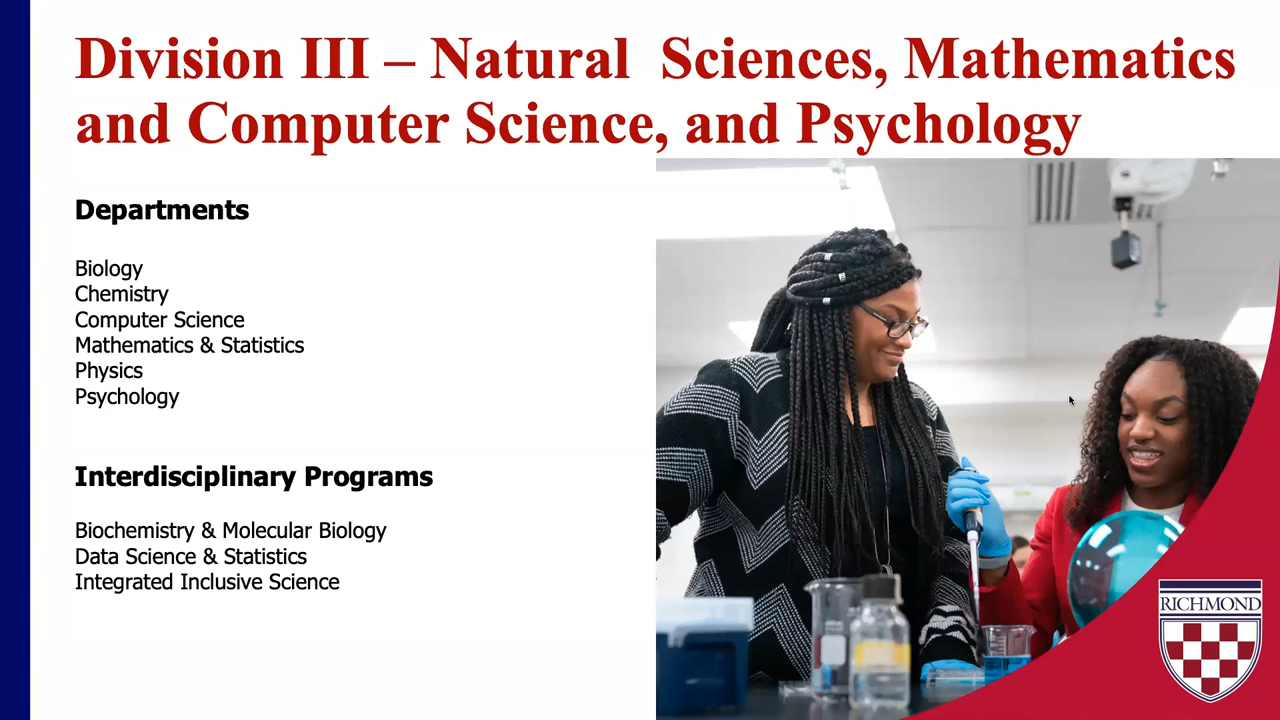 Division III – Natural  Sciences, Mathematics
and Computer Science, and Psychology
Departments
Biology
Chemistry
Computer Science
Mathematics & Statistics
Physics
Psychology
Interdisciplinary Programs
Biochemistry & Molecular Biology
Data Science & Statistics
Integrated Inclusive Science
RICHMOND